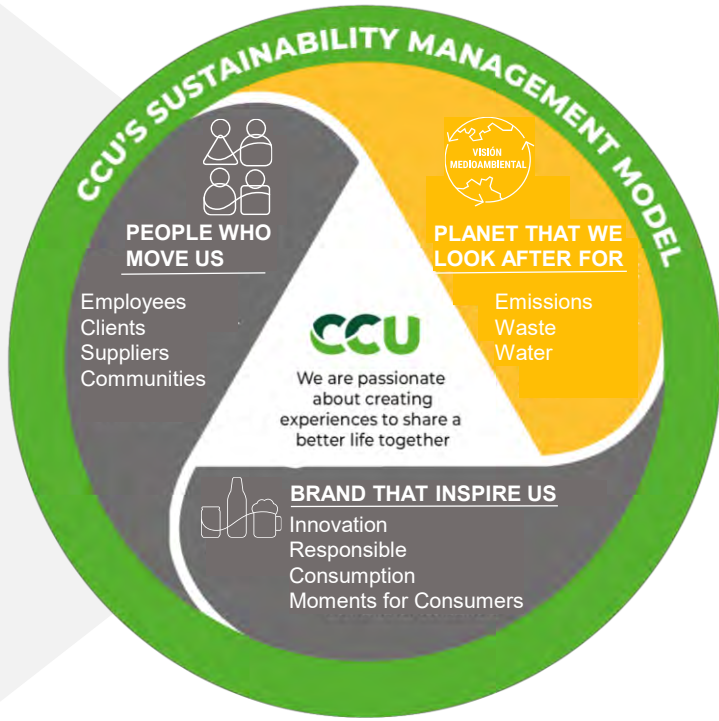 CCU'S SUSTAINABILITY MANAGEMENT MODEL
PEOPLE WHO
MOVE US
Employees
Clients
Suppliers
Communities
VISIÓN
MEDIOAMBIENTAL
PLANET THAT WE
LOOK AFTER FOR
Emissions
Waste
Water
CCU
We are passionate
about creating
experiences to share a
better life together
BRAND THAT INSPIRE US
Innovation
Responsible
Consumption
Moments for Consumers